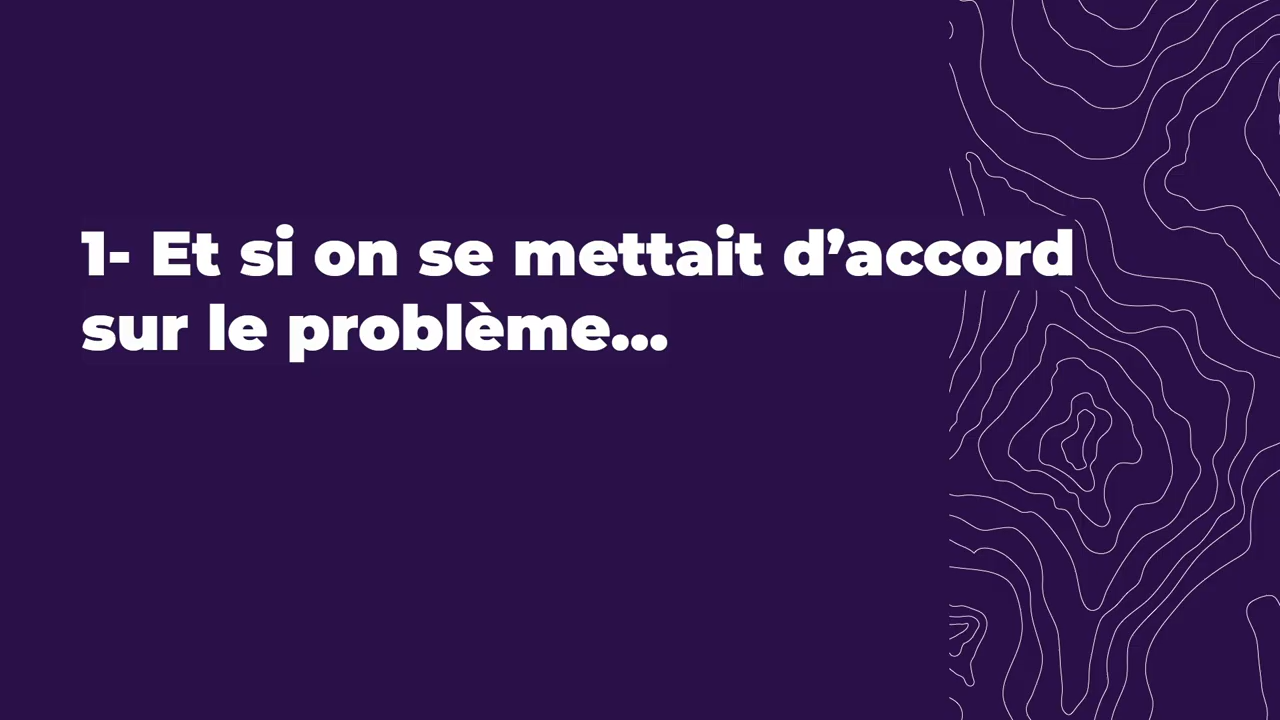 1- Et si on se mettait d’accord
sur le problème...